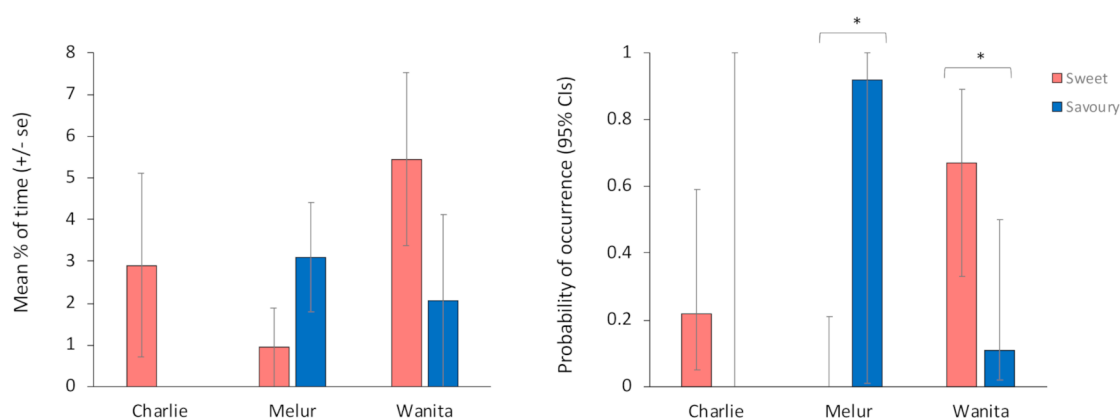 Mean % of time (+/- se)
8
7
6
5
4
3
2
1
0
Charlie Melur Wanita
Probability of occurrence (95% CIs)
1
0.8
0.6
0.4
0.2
0
* *
Charlie Melur Wanita
Sweet
Savoury